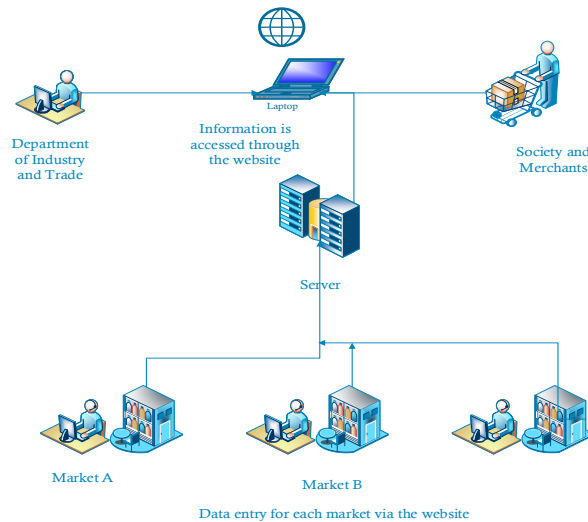 Laptop
Department
of Industry
and Trade
Information is
accessed through
the website
Society and
Merchants
Server
Market A
Market B
Data entry for each market via the website